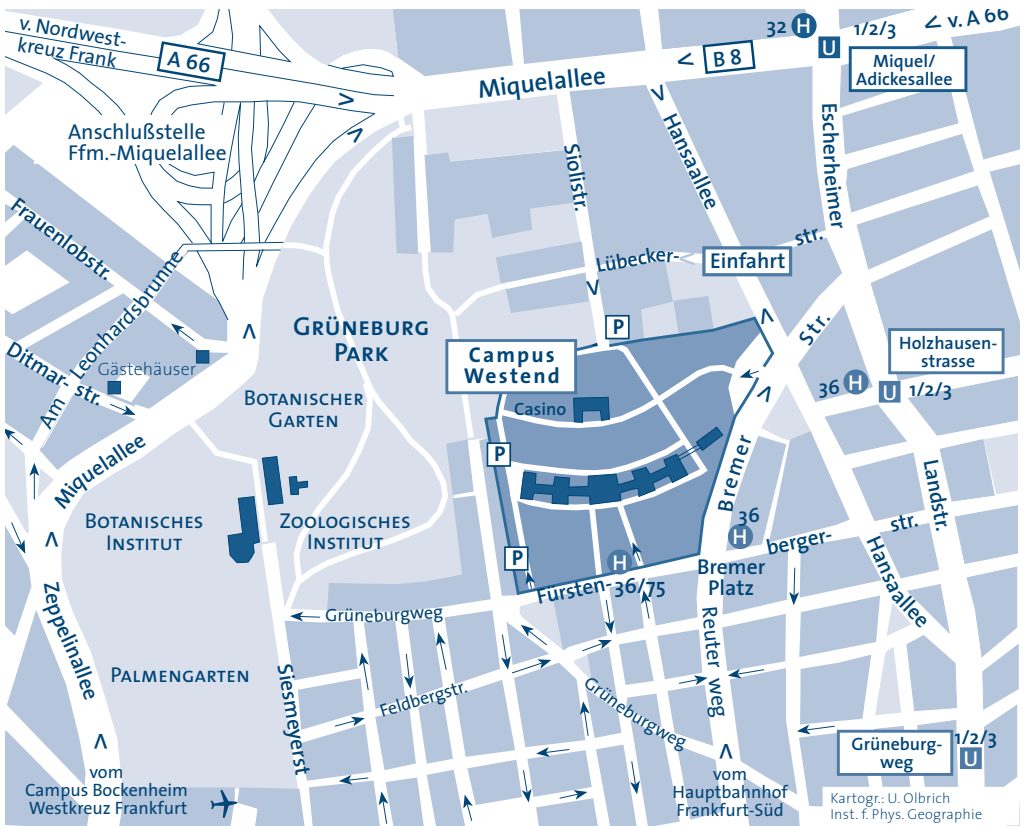 v. Nordwest-
kreuz Frank
A 66
32 H
U
1/2/3
< v. A 66
B 8
Miquel/
Adickesallee
Miquelallee
Anschlußstelle
Ffm.-Miquelallee
Hansaallee
Escherheimer
Siolistr.
Frauenlobstr.
Am Leonhardsbrunne
Lübecker-
str.
Einfahrt
GRÜNEBURG
PARK
P
Str.
Campus
Westend
Holzhausen-
strasse
36 H
U 1/2/3
Ditmar-
str.
Gästehäuser
BOTANISCHER
GARTEN
Casino
P
Miquelallee
Bremer
Landstr.
BOTANISCHES
INSTITUT
ZOOLOGISCHES
INSTITUT
36
H
berger-
str.
P
H
Fürsten-
36/75
Bremer
Platz
Hansaallee
Zeppelinallee
Grüneburgweg
Reuter weg
PALMENGARTEN
Siesmeyerst
Feldbergstr.
Grüneburgweg
Grüneburg-
weg
1/2/3
U
vom
Campus Bockenheim
Westkreuz Frankfurt
vom
Hauptbahnhof
Frankfurt-Süd
Kartogr.: U. Olbrich
Inst. f. Phys. Geographie